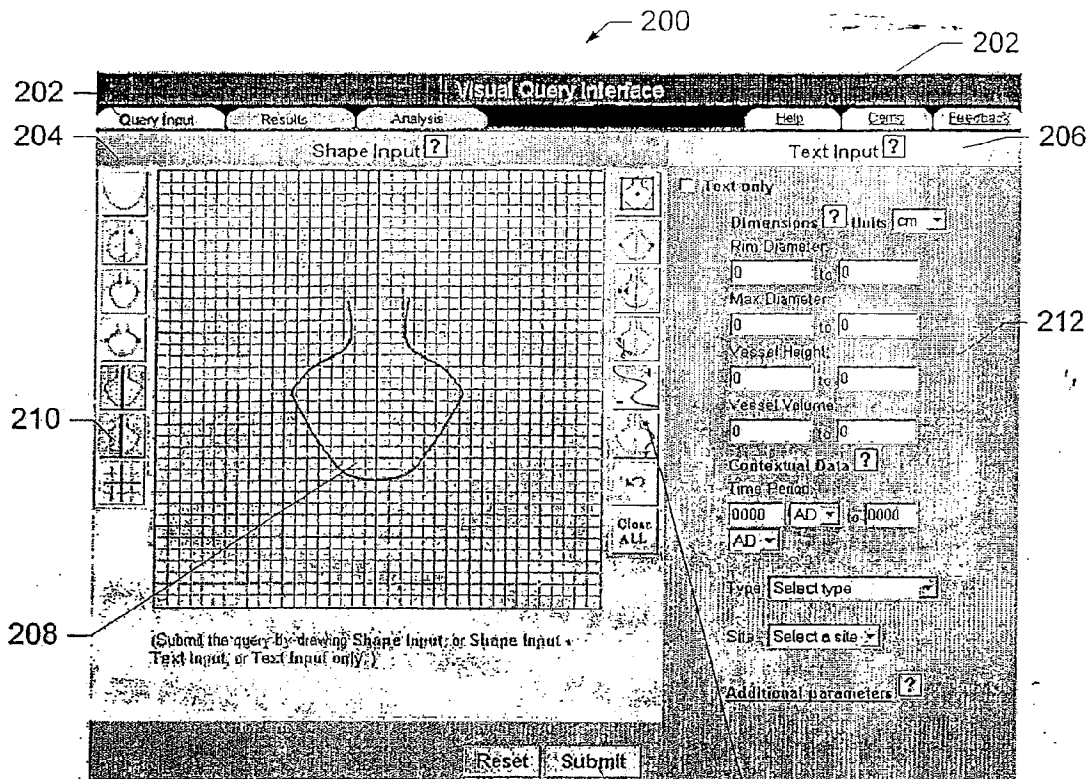 200
202
202
Visual Query Interface
Query Input Results Analysis Help Demo Feedback
204
206
Shape Input ? Text Input ?
Text only
Dimensions ? Units cm
Rim Diameter:
0 to 0
Max Diameter:
0 to 0
212
Vessel Height:
0 to 0
Vessel Volume:
0 to 0
210
Contextual Data ?
Time Period:
0000 AD to 0000
AD
Clear
ALL
Type: Select type
208
(Submit the query by drawing Shape Input, or Shape Input +
Text Input, or Text Input only.)
Site: Select a site
Additional parameters ?
Reset Submit